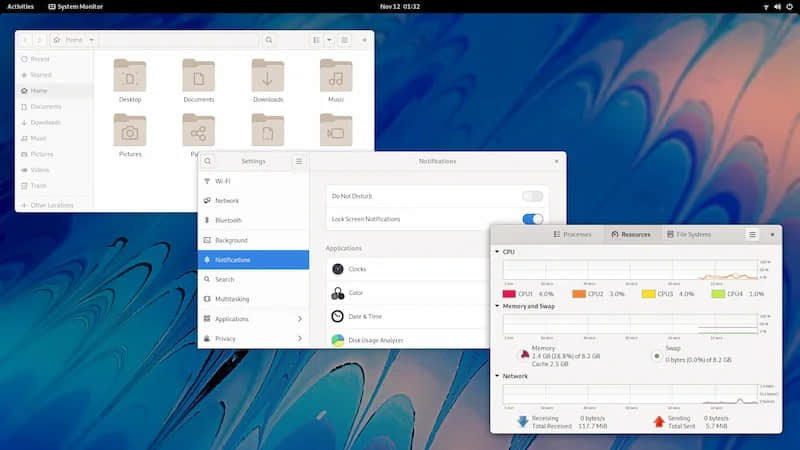 Activities
System Monitor
Nov 12 01:32
Home
Recent
Starred
Home
Documents
Downloads
Music
Pictures
Videos
Trash
Other Locations
Desktop
Documents
Downloads
Music
Pictures
Settings
Wi-Fi
Network
Bluetooth
Background
Notifications
Search
Multitasking
Applications
Privacy
Notifications
Do Not Disturb
Lock Screen Notifications
Applications
Clocks
Color
Date & Time
Disk Usage Analyzer
Processes
Resources
File Systems
CPU
CPU1 4.0%
CPU2 3.0%
CPU3 4.0%
CPU4 1.0%
Memory and Swap
Memory
2.4 GB (28.8%) of 8.2 GB
Cache 2.5 GB
Swap
0 bytes (0.0%) of 8.2 GB
Network
Receiving 0 bytes/s
Total Received 117.7 MiB
Sending 0 bytes/s
Total Sent 5.7 MiB